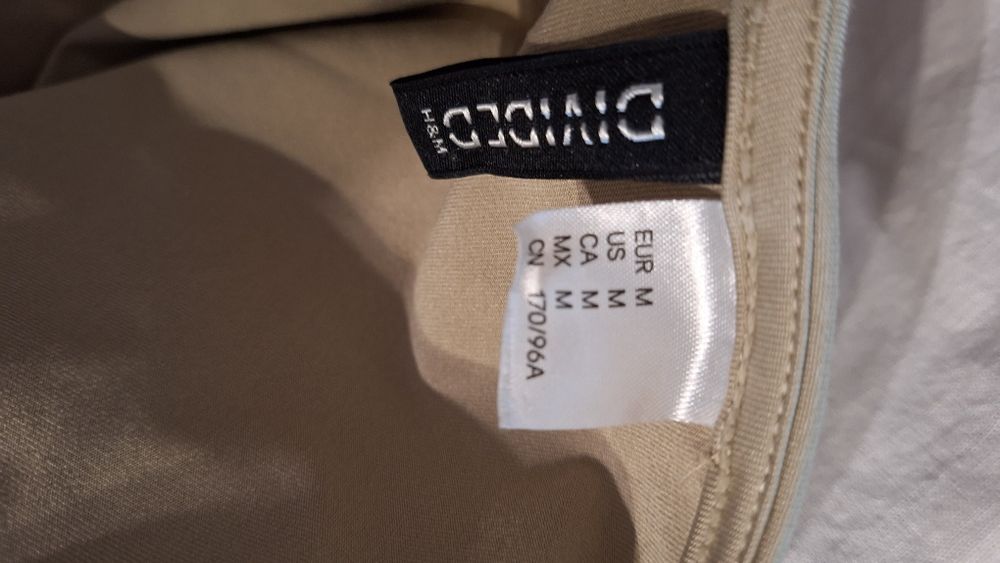 DIVIDED
H&M
EUR M
US M
CA M
MX M
CN 170/96A